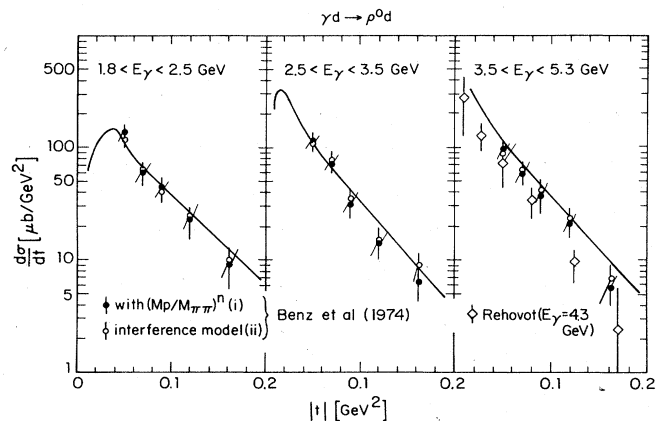 γd → ρ⁰d
1.8 < Eγ < 2.5 GeV
2.5 < Eγ < 3.5 GeV
3.5 < Eγ < 5.3 GeV
500
100
50
10
5
1
dσ/dt [μb/GeV²]
with (Mρ/Mππ)ⁿ (i)
interference model (ii)
Benz et al (1974)
Rehovot (Eγ=4.3 GeV)
0 0.1 0.2 0.1 0.2 0.1 0.2
|t| [GeV²]